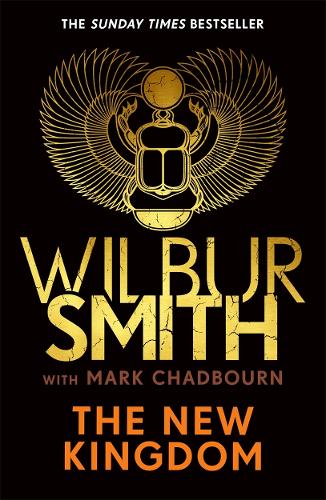 THE SUNDAY TIMES BESTSELLER
WILBUR
SMITH
WITH MARK CHADBOURN
THE NEW
KINGDOM